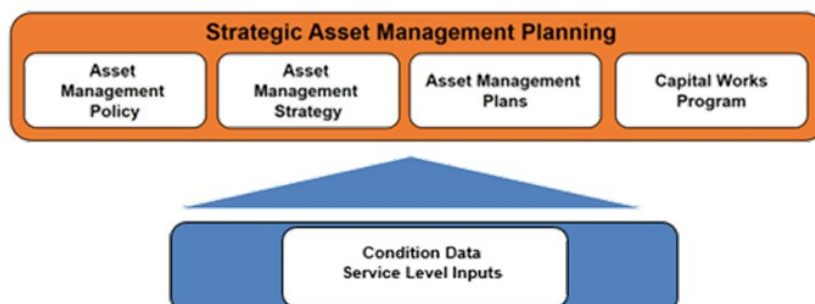 Strategic Asset Management Planning
Asset
Management
Policy
Asset
Management
Strategy
Asset Management
Plans
Capital Works
Program
Condition Data
Service Level Inputs